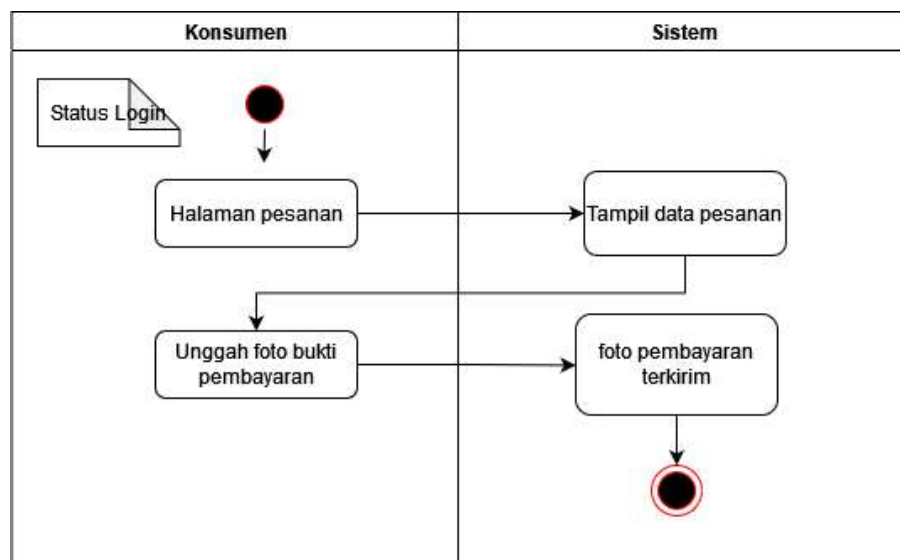 Konsumen
Sistem
Status Login
Halaman pesanan
Tampil data pesanan
Unggah foto bukti
pembayaran
foto pembayaran
terkirim